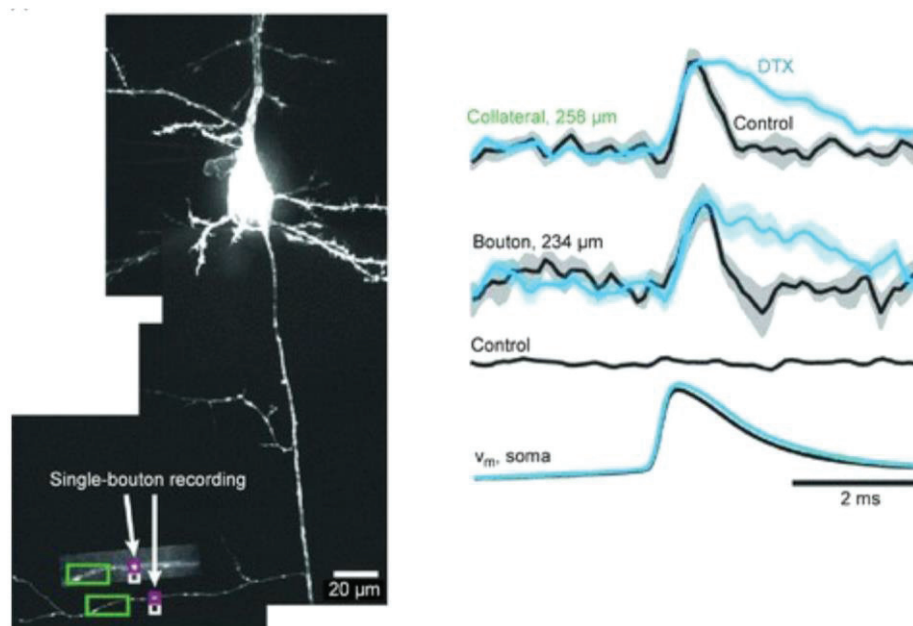 Single-bouton recording
20 µm
DTX
Collateral, 258 µm
Control
Bouton, 234 µm
Control
vm, soma
2 ms